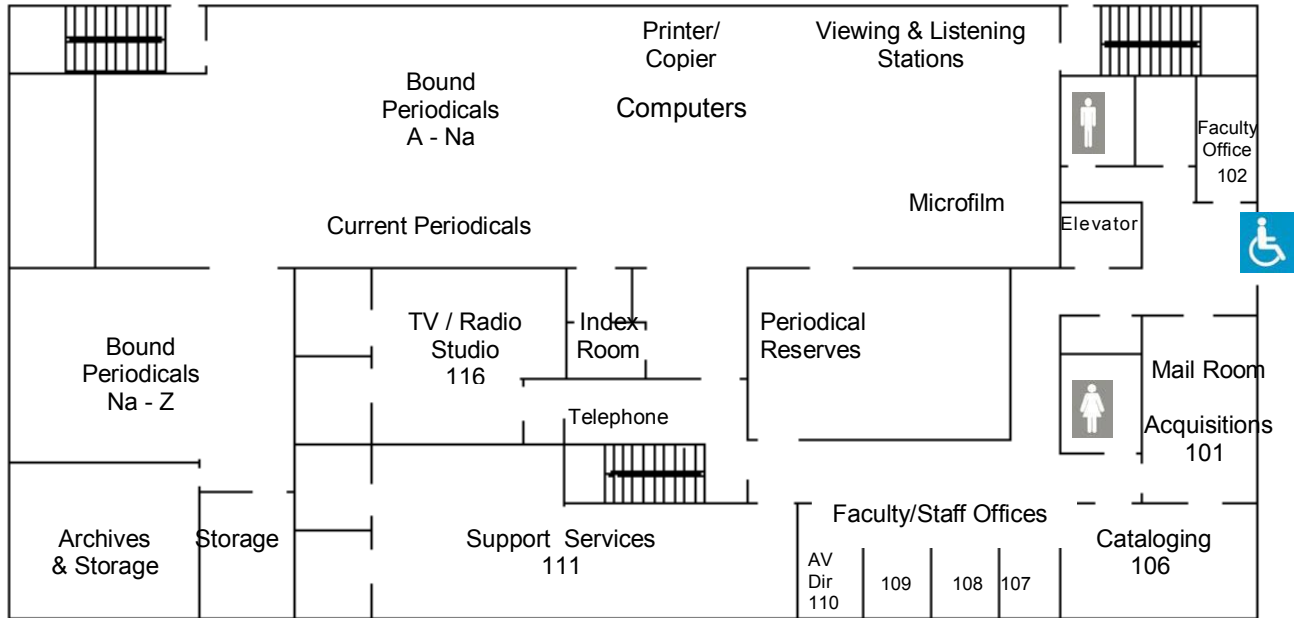 Printer/
Copier
Viewing & Listening
Stations
Bound
Periodicals
A - Na
Computers
Faculty
Office
102
Microfilm
Current Periodicals
Elevator
TV / Radio
Studio
116
Index
Room
Periodical
Reserves
Bound
Periodicals
Na - Z
Mail Room
Telephone
Acquisitions
101
Faculty/Staff Offices
Archives
& Storage
Storage
Support Services
111
Cataloging
106
AV
Dir
110
109
108
107